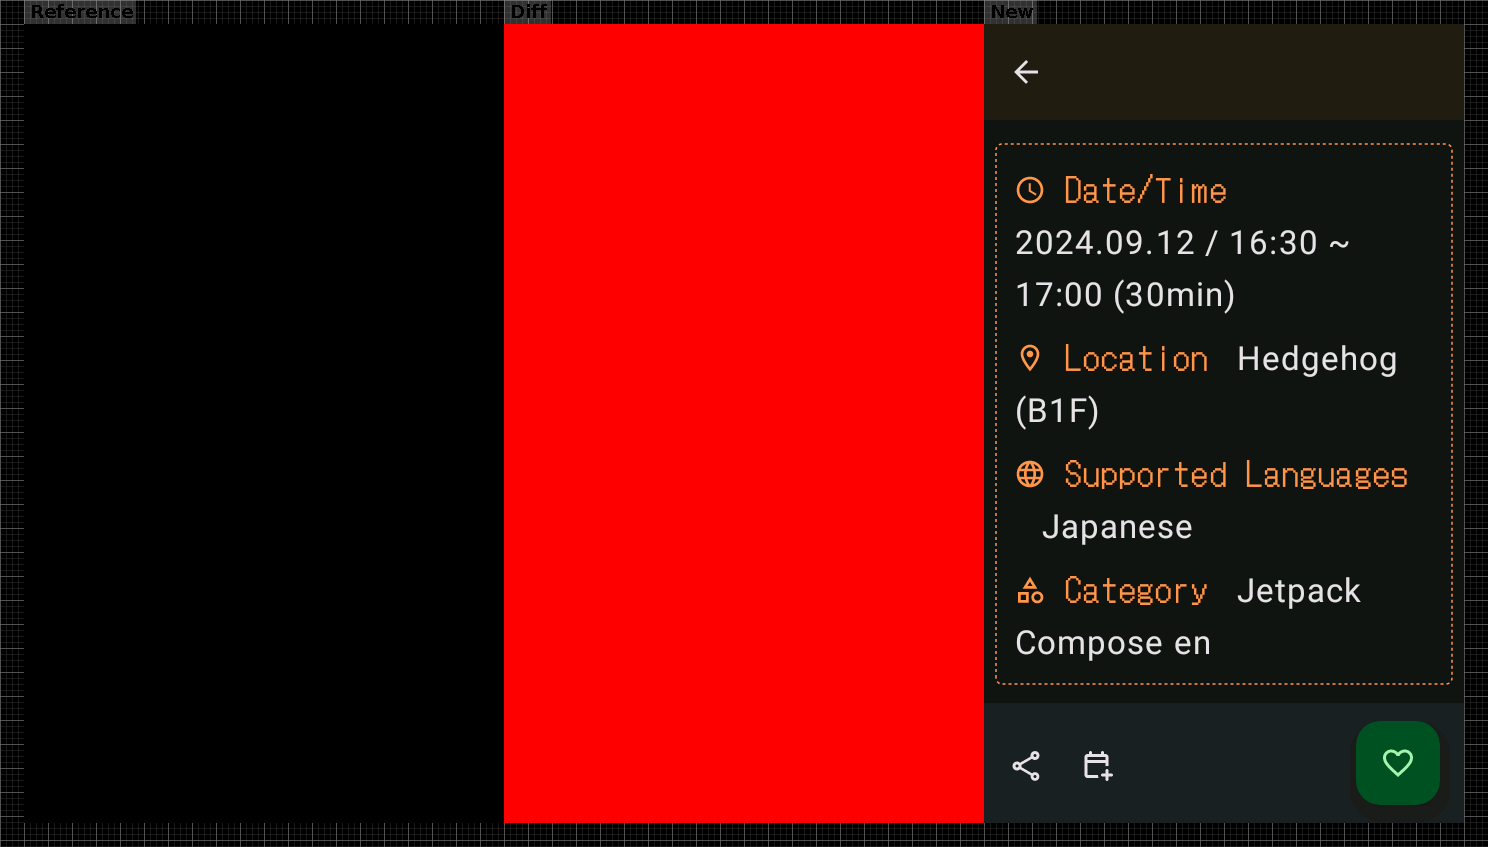 Reference
Diff
New
Date/Time
2024.09.12 / 16:30 ~
17:00 (30min)
Location Hedgehog
(B1F)
Supported Languages
Japanese
Category Jetpack
Compose en